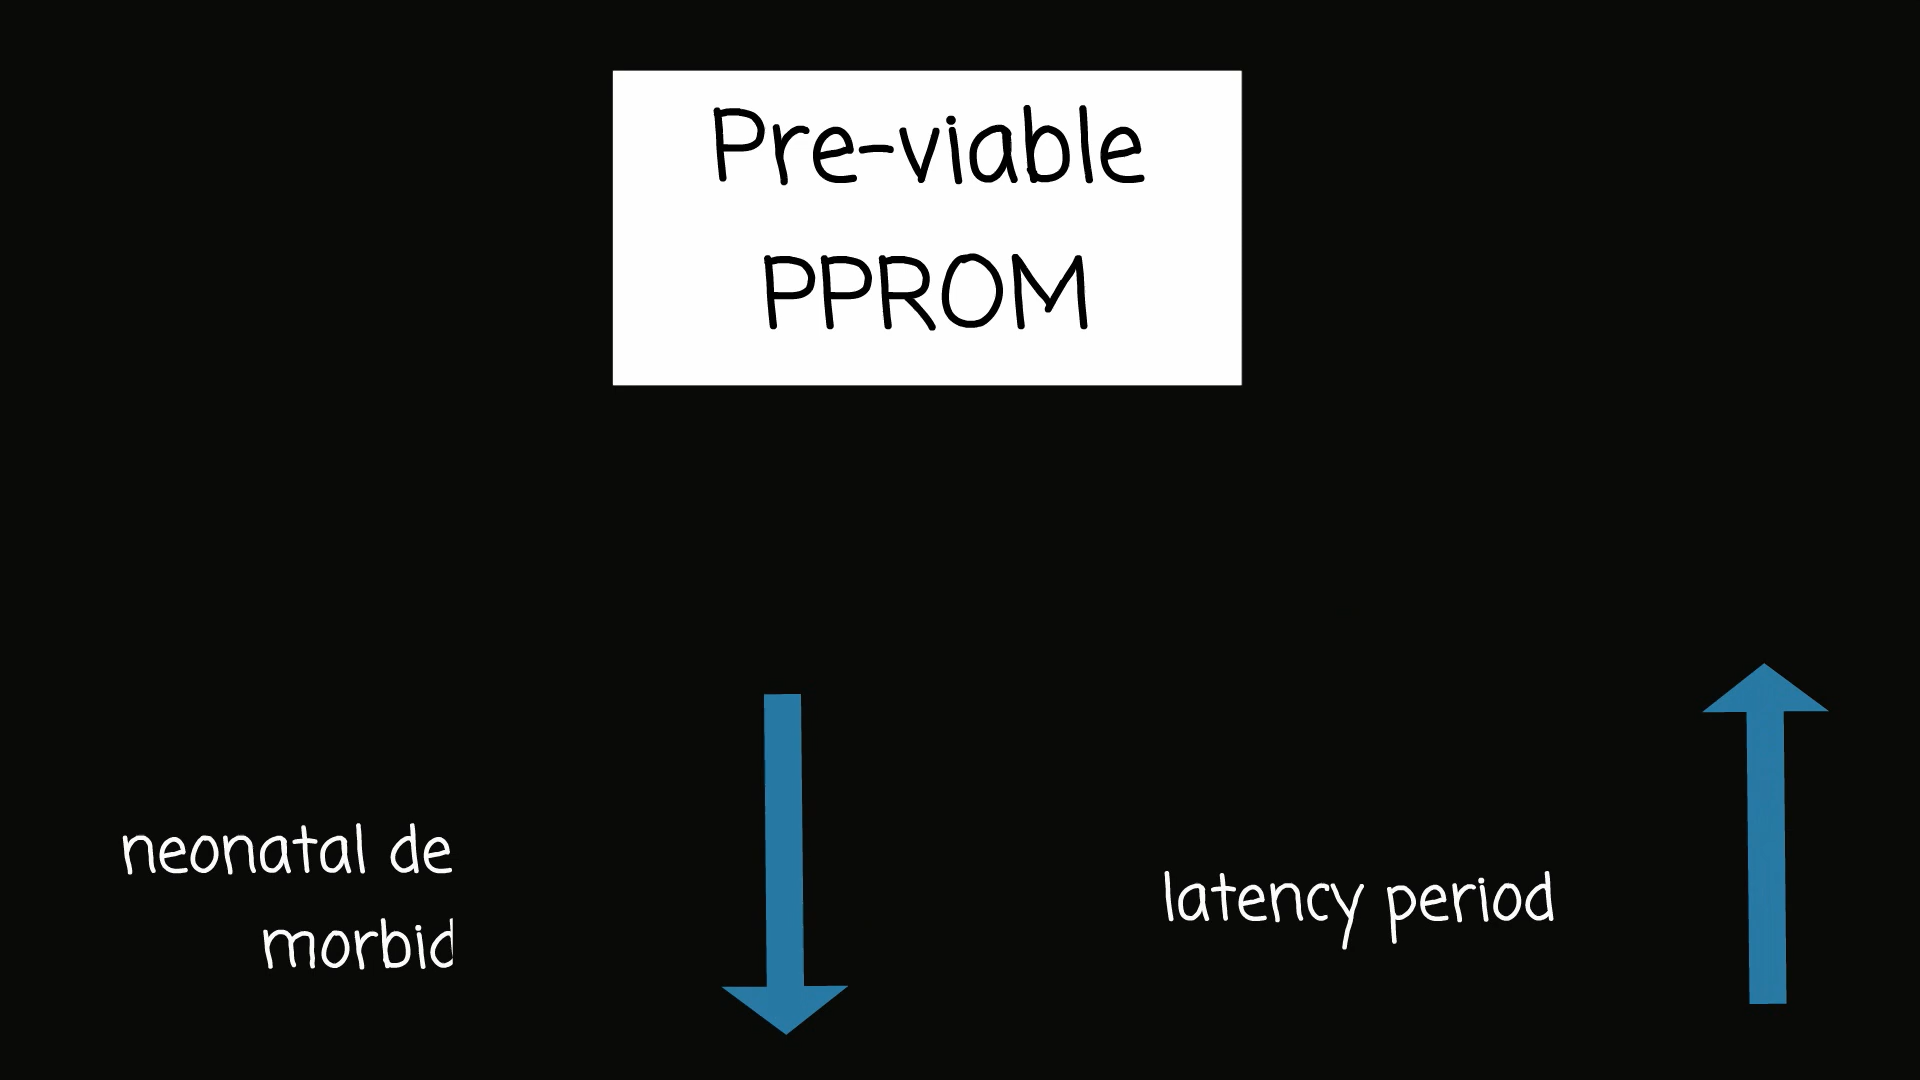 Pre-viable
PPROM
neonatal de
morbid
latency period